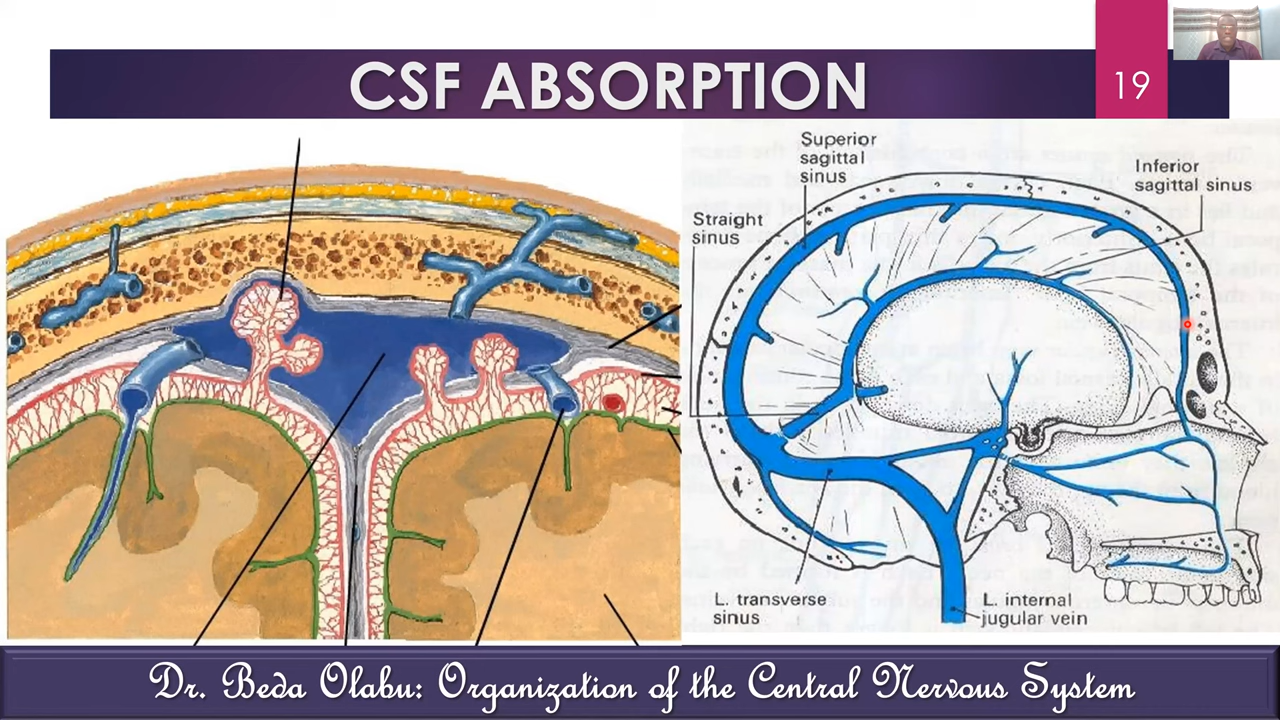 CSF ABSORPTION
19
Superior
sagittal
sinus
Inferior
sagittal sinus
Straight
sinus
L. transverse
sinus
L. internal
jugular vein
Dr. Beda Olabu: Organization of the Central Nervous System